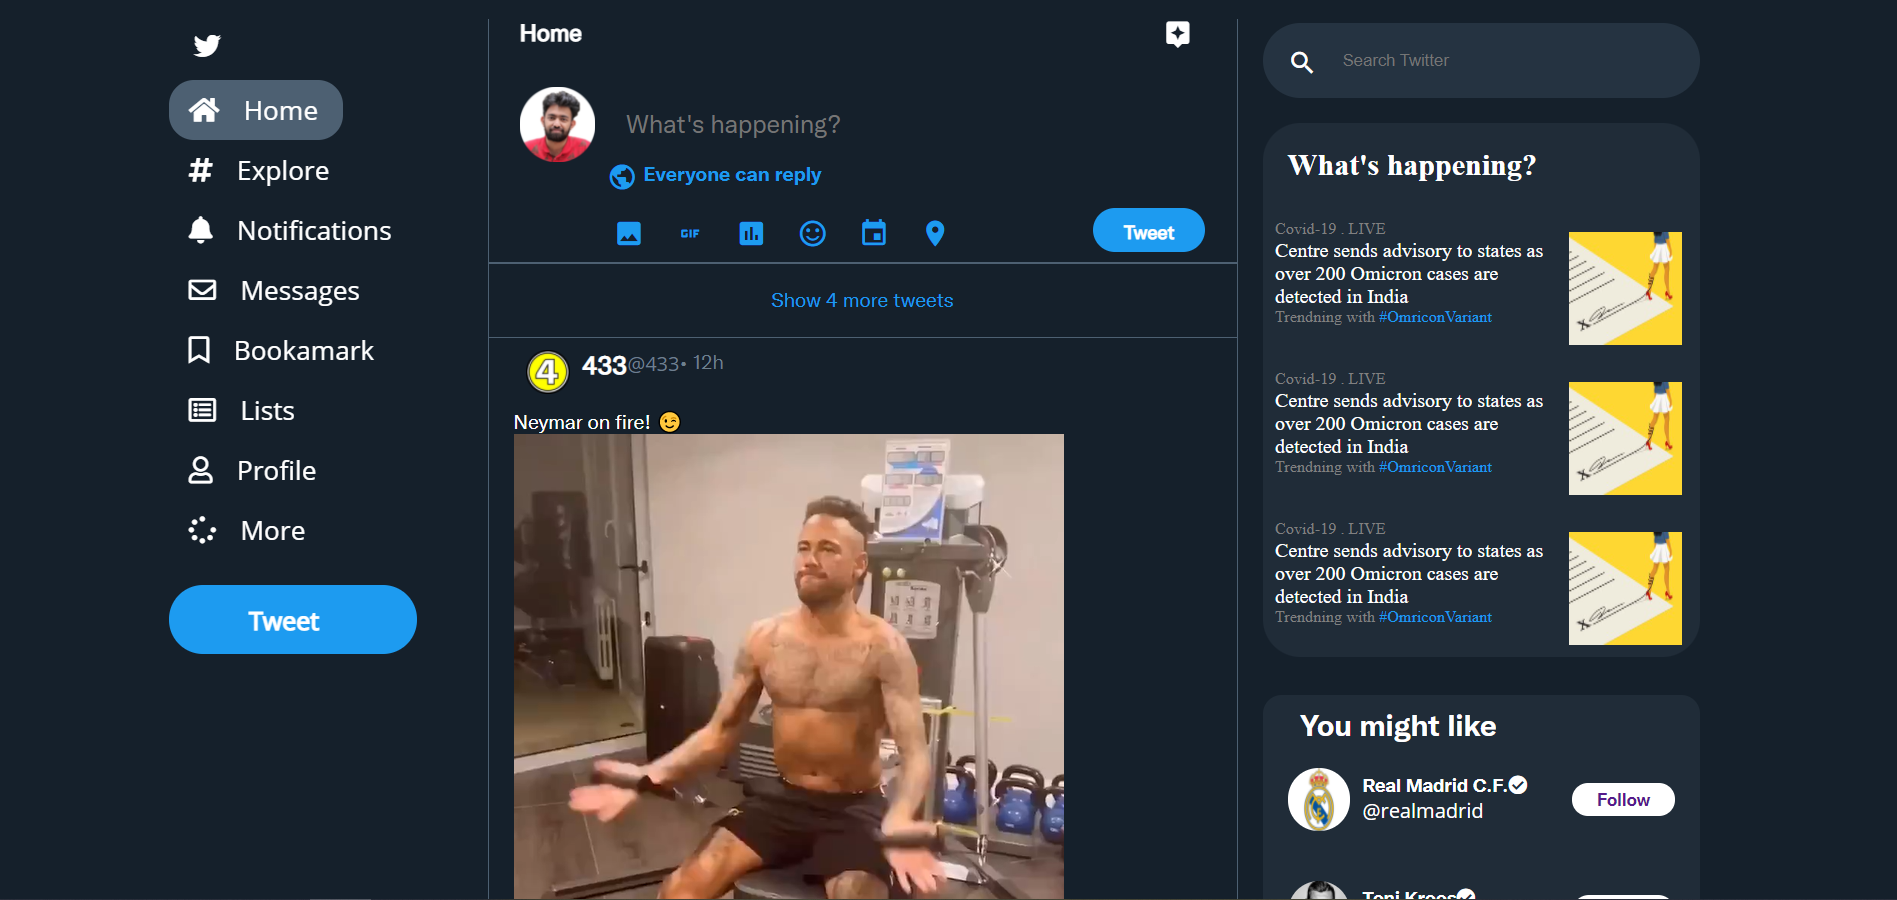 Home
Explore
Notifications
Messages
Bookamark
Lists
Profile
More
Tweet
Home
What's happening?
Everyone can reply
GIF
Tweet
Show 4 more tweets
4
433@433• 12h
Neymar on fire! 😉
Search Twitter
What's happening?
Covid-19 . LIVE
Centre sends advisory to states as
over 200 Omicron cases are
detected in India
Trendning with #OmriconVariant
Covid-19 . LIVE
Centre sends advisory to states as
over 200 Omicron cases are
detected in India
Trendning with #OmriconVariant
Covid-19 . LIVE
Centre sends advisory to states as
over 200 Omicron cases are
detected in India
Trendning with #OmriconVariant
You might like
Real Madrid C.F.
@realmadrid
Follow
Toni Kroos